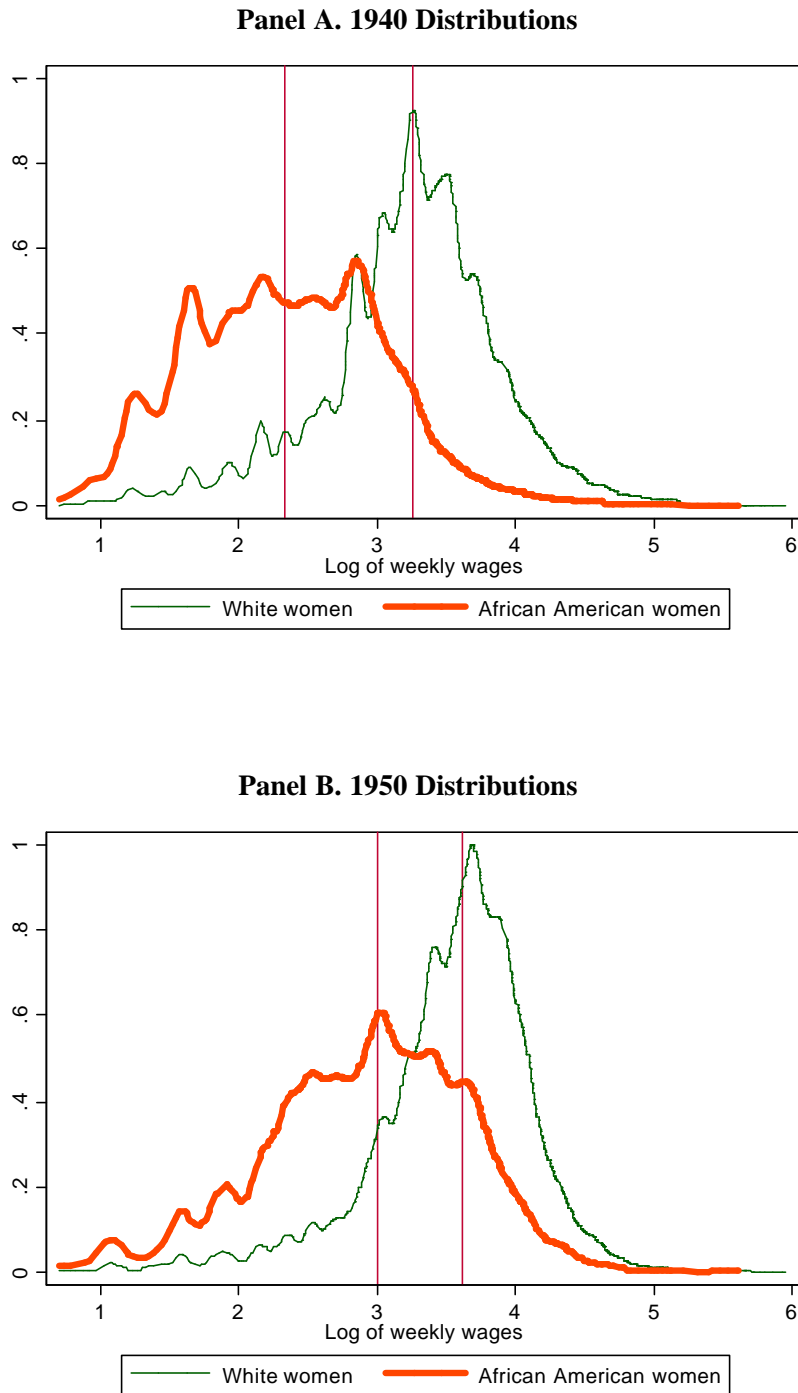 Panel A. 1940 Distributions
1
.8
.6
.4
.2
0
1 2 3 4 5 6
Log of weekly wages
White women African American women
Panel B. 1950 Distributions
1
.8
.6
.4
.2
0
1 2 3 4 5 6
Log of weekly wages
White women African American women